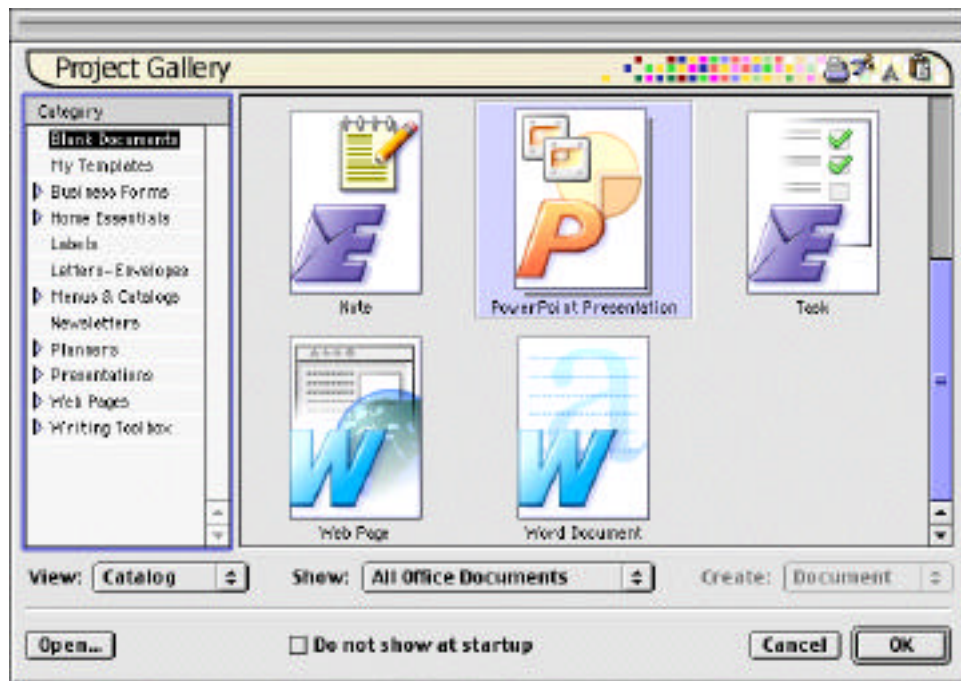 Project Gallery
Category
Blank Documents
My Templates
Business Forms
Home Essentials
Labels
Letters-Envelopes
Menus & Catalogs
Newsletters
Planners
Presentations
Web Pages
Writing Toolbox
Note
PowerPoint Presentation
Task
Web Page
Word Document
View: Catalog Show: All Office Documents Create: Document
Open... Do not show at startup Cancel OK